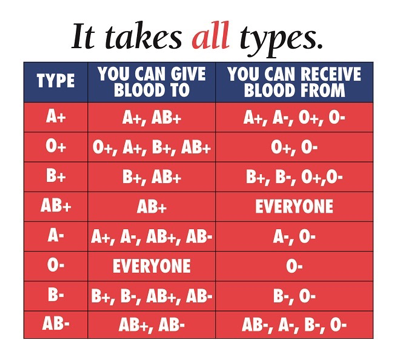 It takes all types.
TYPE YOU CAN GIVE BLOOD TO YOU CAN RECEIVE BLOOD FROM
A+ A+, AB+ A+, A-, O+, O-
O+ O+, A+, B+, AB+ O+, O-
B+ B+, AB+ B+, B-, O+,O-
AB+ AB+ EVERYONE
A- A+, A-, AB+, AB- A-, O-
O- EVERYONE O-
B- B+, B-, AB+, AB- B-, O-
AB- AB+, AB- AB-, A-, B-, O-